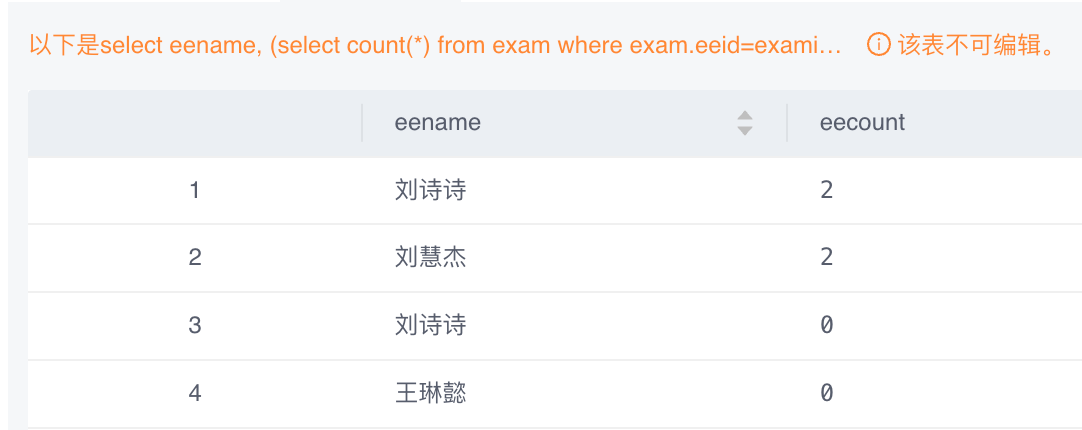 以下是select eename, (select count(*) from exam where exam.eeid=exami… 该表不可编辑。
eename eecount
1 刘诗诗 2
2 刘慧杰 2
3 刘诗诗 0
4 王琳懿 0